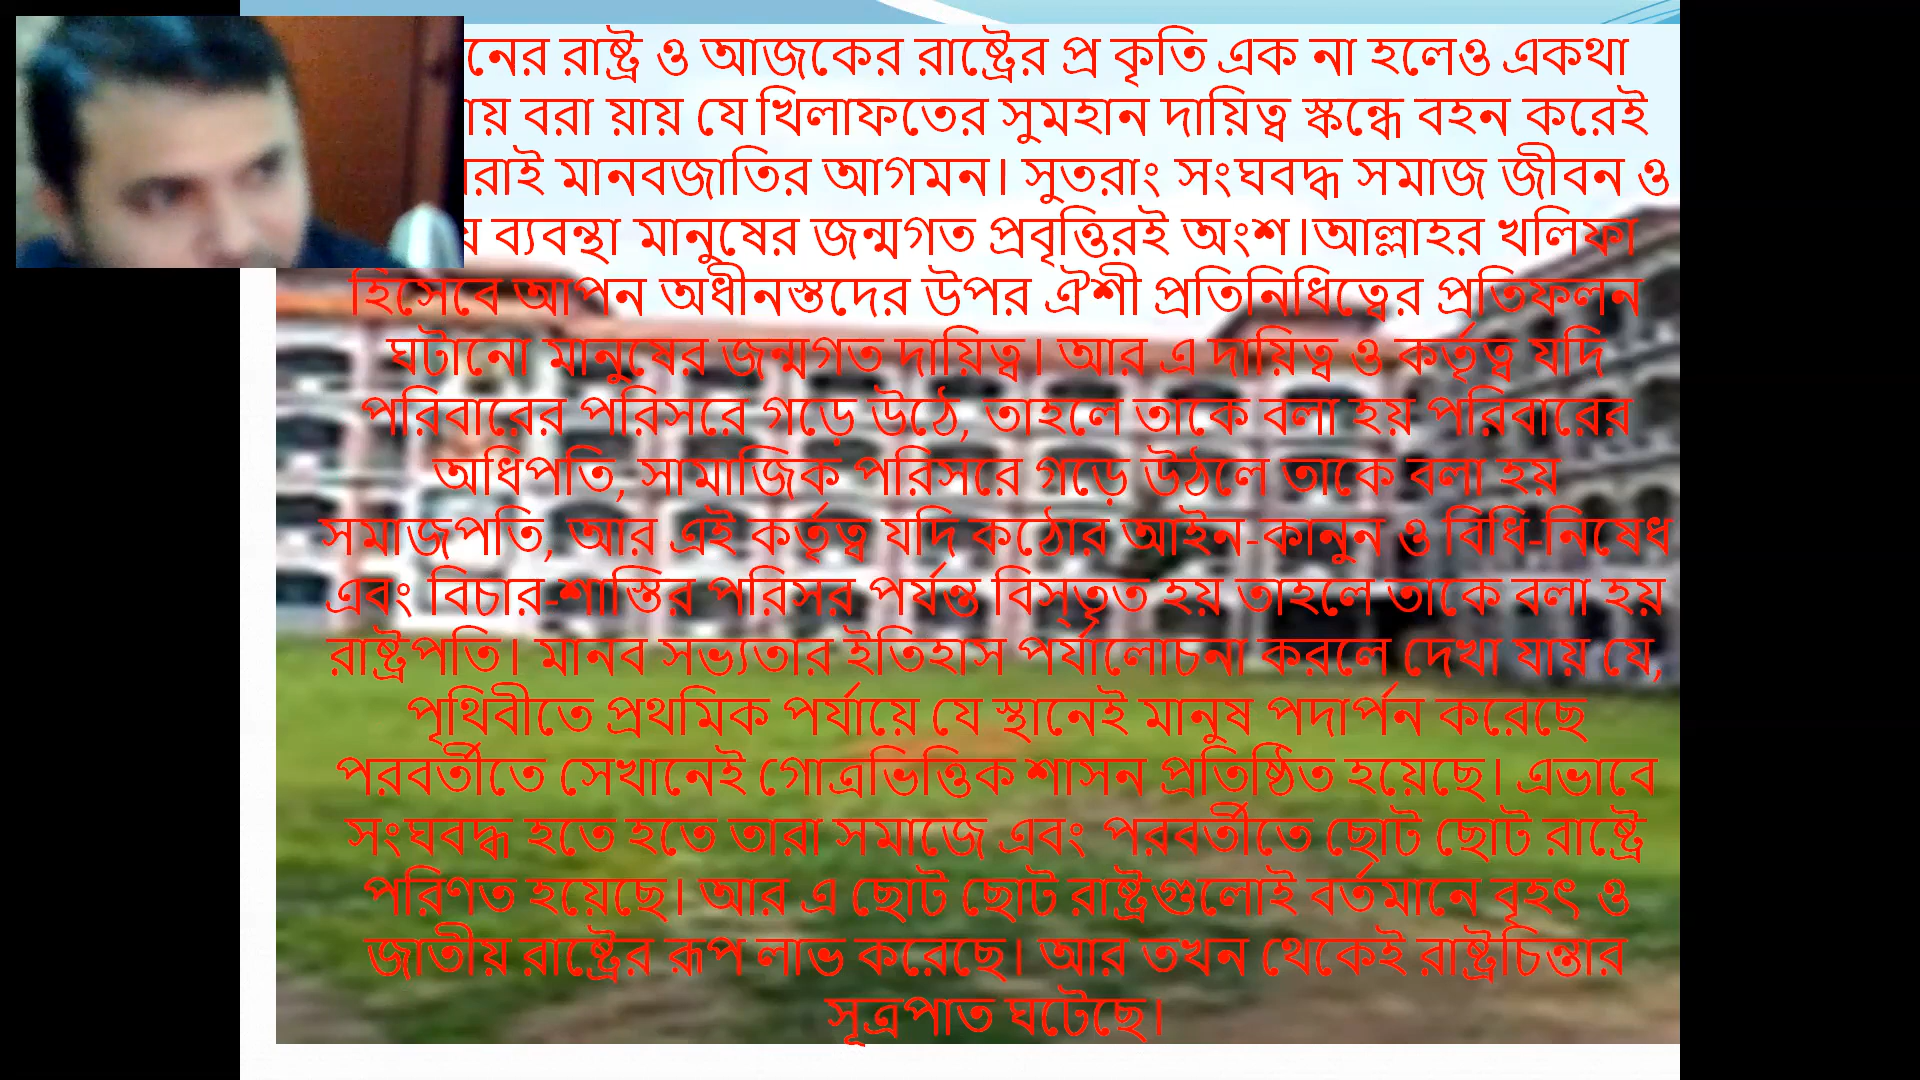 রাষ্ট্র ও আজকের রাষ্ট্রের প্র কৃতি এক না হলেও একথা
বরা য়ায় যে খিলাফতের সুমহান দায়িত্ব স্কন্ধে বহন করেই
মানবজাতির আগমন। সুতরাং সংঘবদ্ধ সমাজ জীবন ও
ব্যবস্থা মানুষের জন্মগত প্রবৃত্তিরই অংশ।আল্লাহর খলিফা
হিসেবে আপন অধীনস্তদের উপর ঐশী প্রতিনিধিত্বের প্রতিফলন
ঘটানো মানুষের জন্মগত দায়িত্ব। আর এ দায়িত্ব ও কর্তৃত্ব যদি
পরিবারের পরিসরে গড়ে উঠে, তাহলে তাকে বলা হয় পরিবারের
অধিপতি, সামাজিক পরিসরে গড়ে উঠলে তাকে বলা হয়
সমাজপতি, আর এই কর্তৃত্ব যদি কঠোর আইন-কানুন ও বিধি-নিষেধ
এবং বিচার-শাস্তির পরিসর পর্যন্ত বিস্তৃত হয় তাহলে তাকে বলা হয়
রাষ্ট্রপতি। মানব সভ্যতার ইতিহাস পর্যালোচনা করলে দেখা যায় যে,
পৃথিবীতে প্রথমিক পর্যায়ে যে স্থানেই মানুষ পদার্পন করেছে
পরবর্তীতে সেখানেই গোত্রভিত্তিক শাসন প্রতিষ্ঠিত হয়েছে। এভাবে
সংঘবদ্ধ হতে হতে তারা সমাজে এবং পরবর্তীতে ছোট ছোট রাষ্ট্রে
পরিণত হয়েছে। আর এ ছোট ছোট রাষ্ট্রগুলোই বর্তমানে বৃহৎ ও
জাতীয় রাষ্ট্রের রূপ লাভ করেছে। আর তখন থেকেই রাষ্ট্রচিন্তার
সূত্রপাত ঘটেছে।